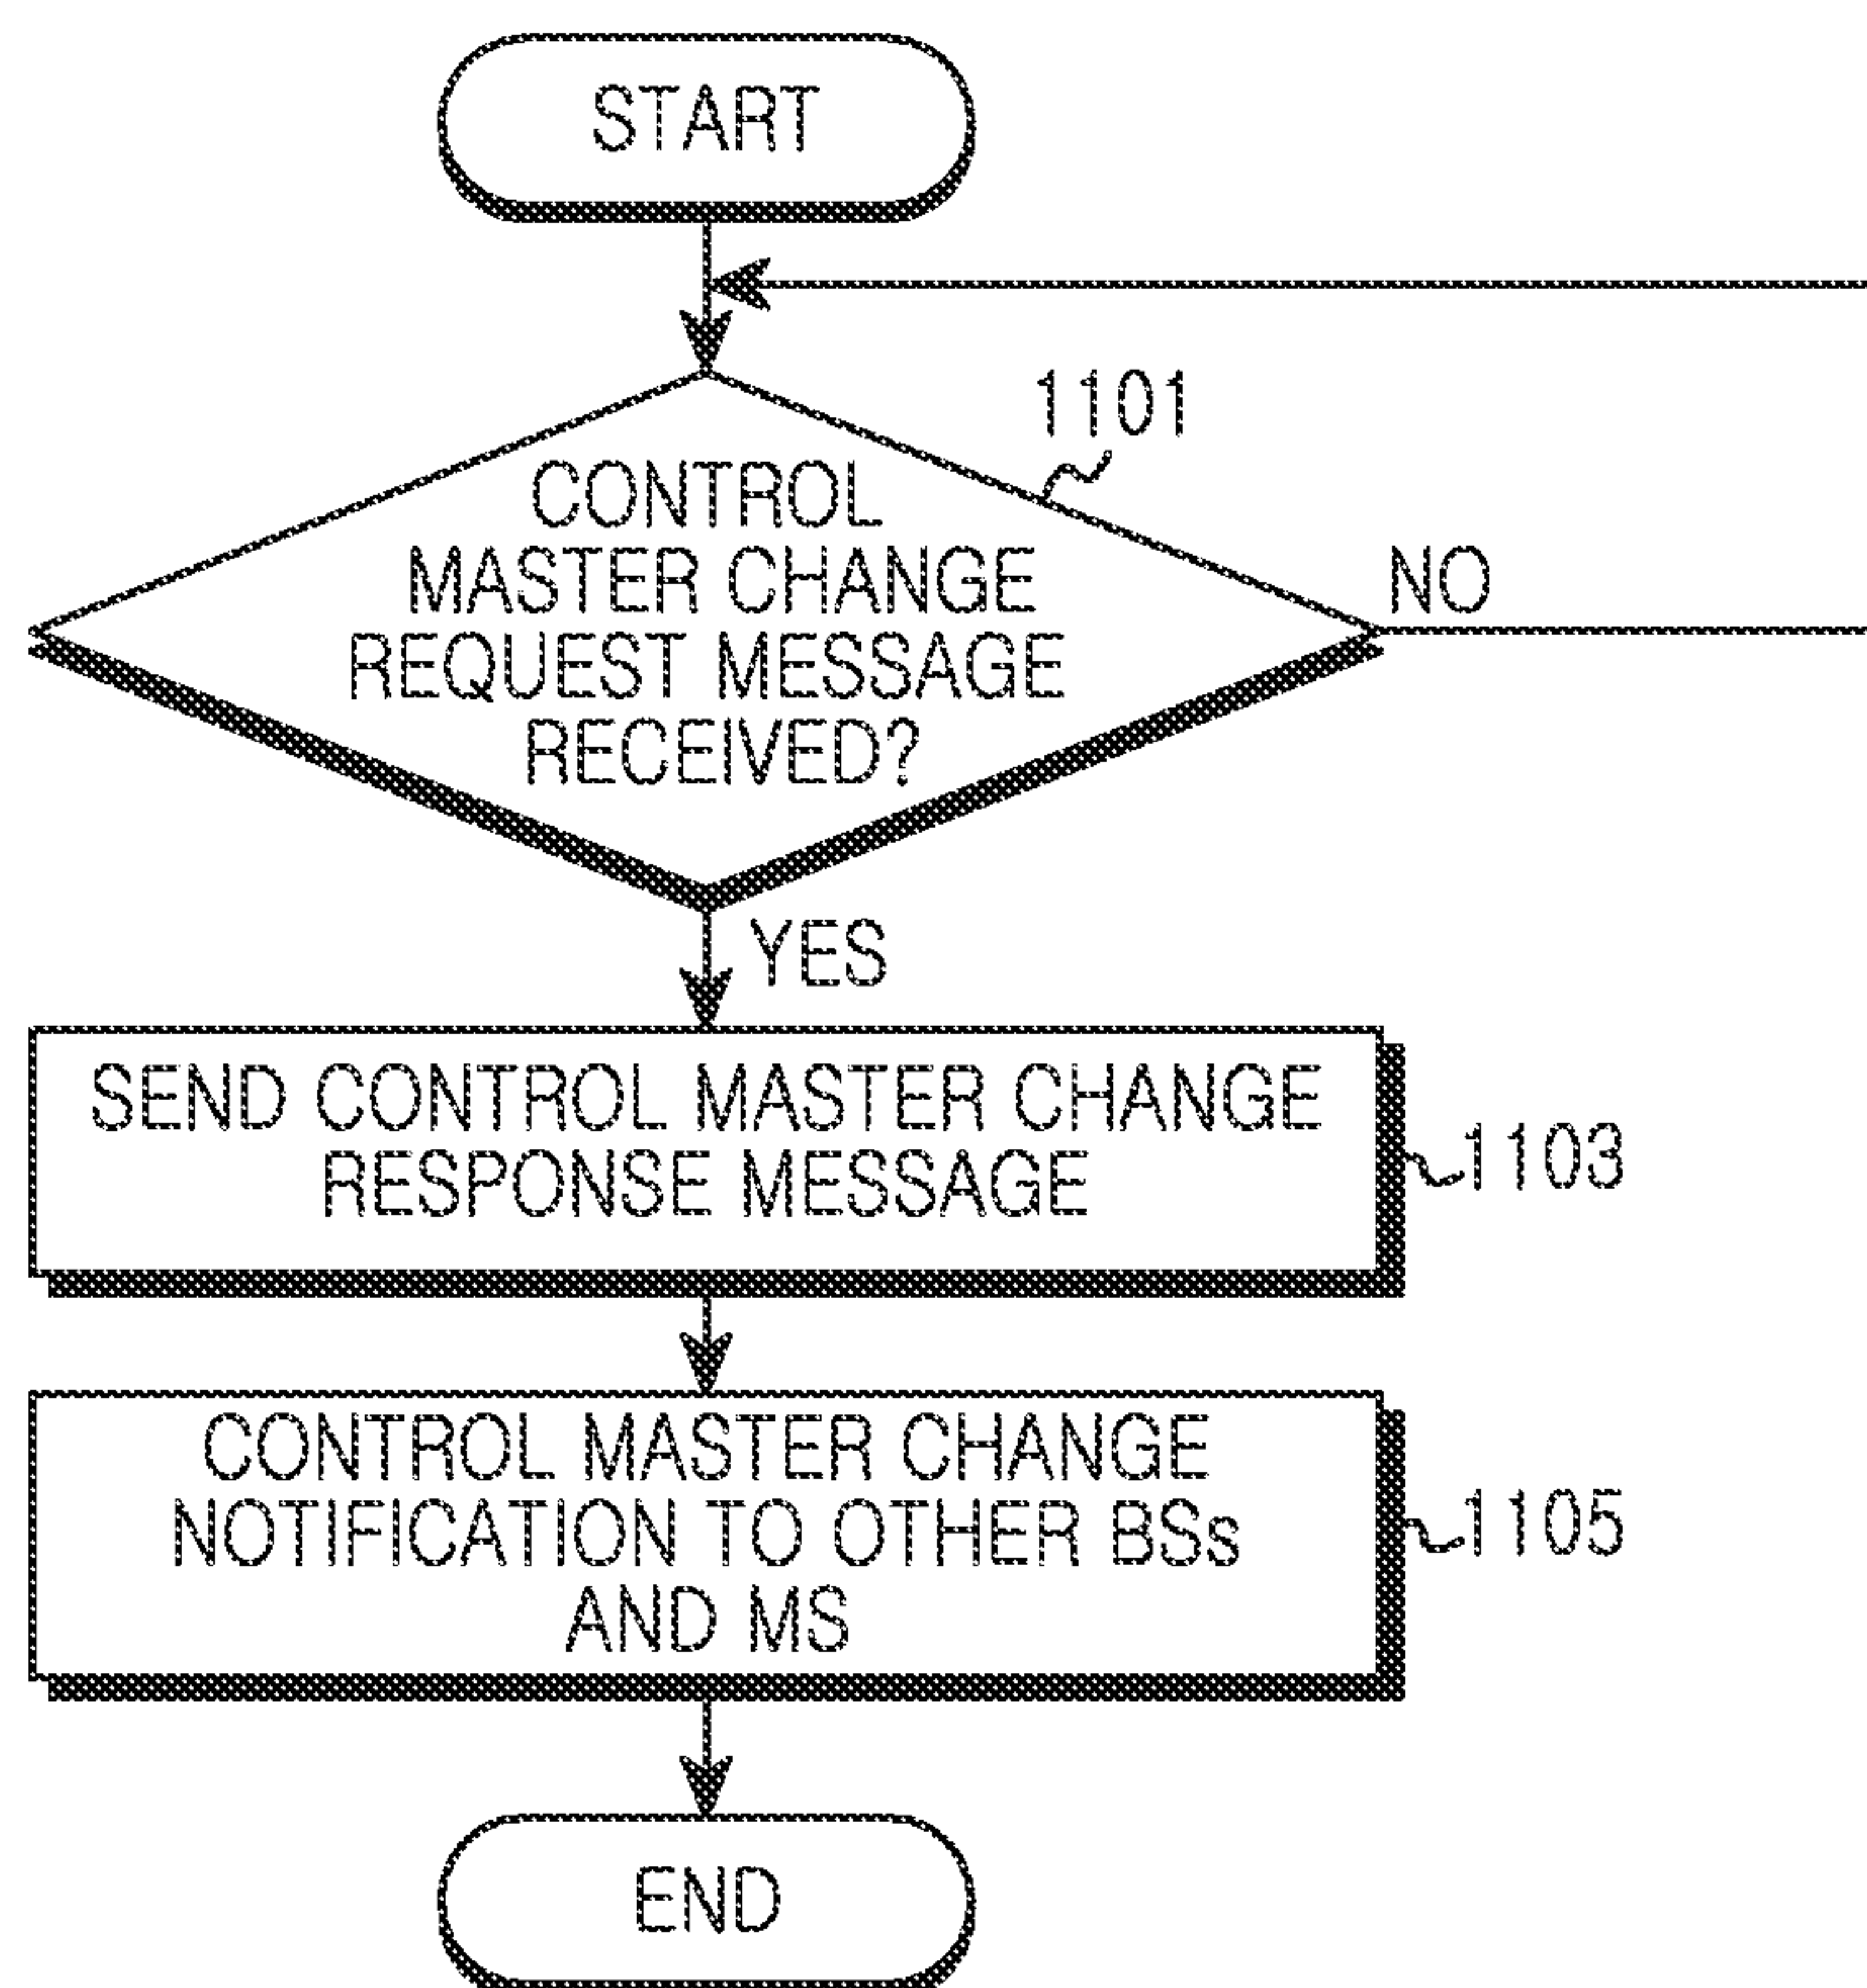 START
1101
CONTROL
MASTER CHANGE
REQUEST MESSAGE
RECEIVED?
NO
YES
SEND CONTROL MASTER CHANGE
RESPONSE MESSAGE
1103
CONTROL MASTER CHANGE
NOTIFICATION TO OTHER BSs
AND MS
1105
END